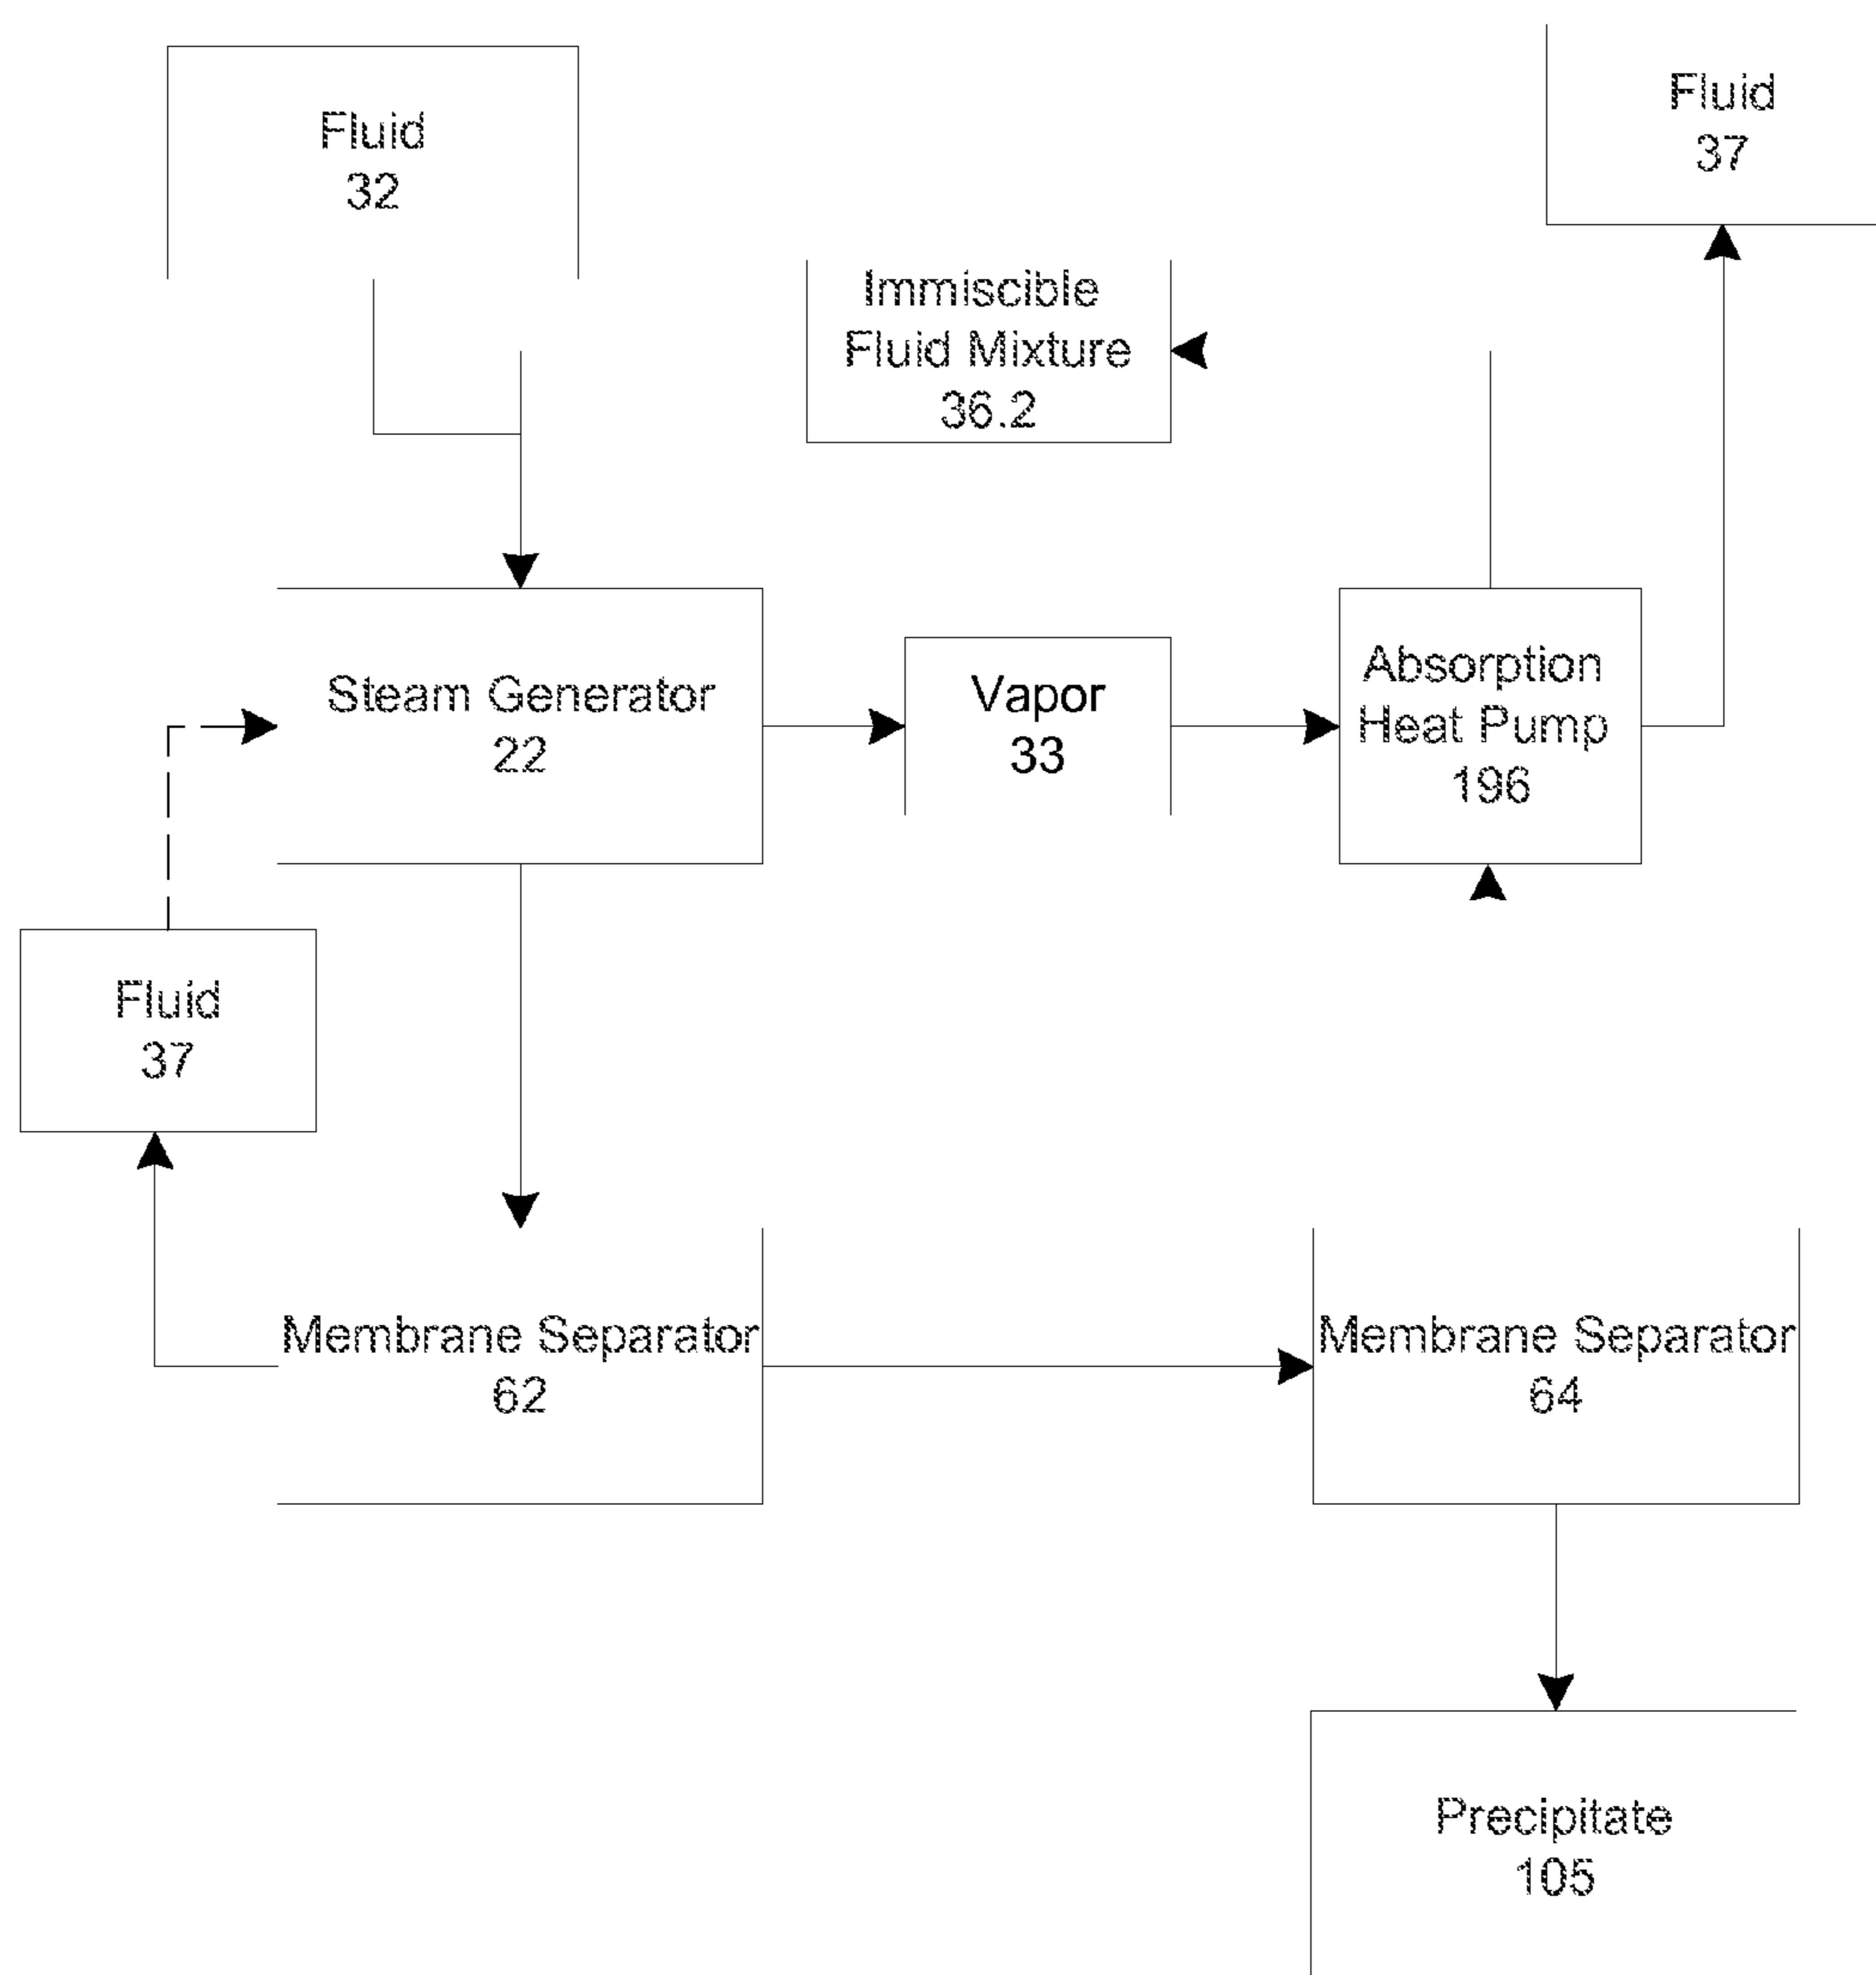 Fluid
32
Fluid
37
Immiscible
Fluid Mixture
36.2
Steam Generator
22
Vapor
33
Absorption
Heat Pump
196
Fluid
37
Membrane Separator
62
Membrane Separator
64
Precipitate
105